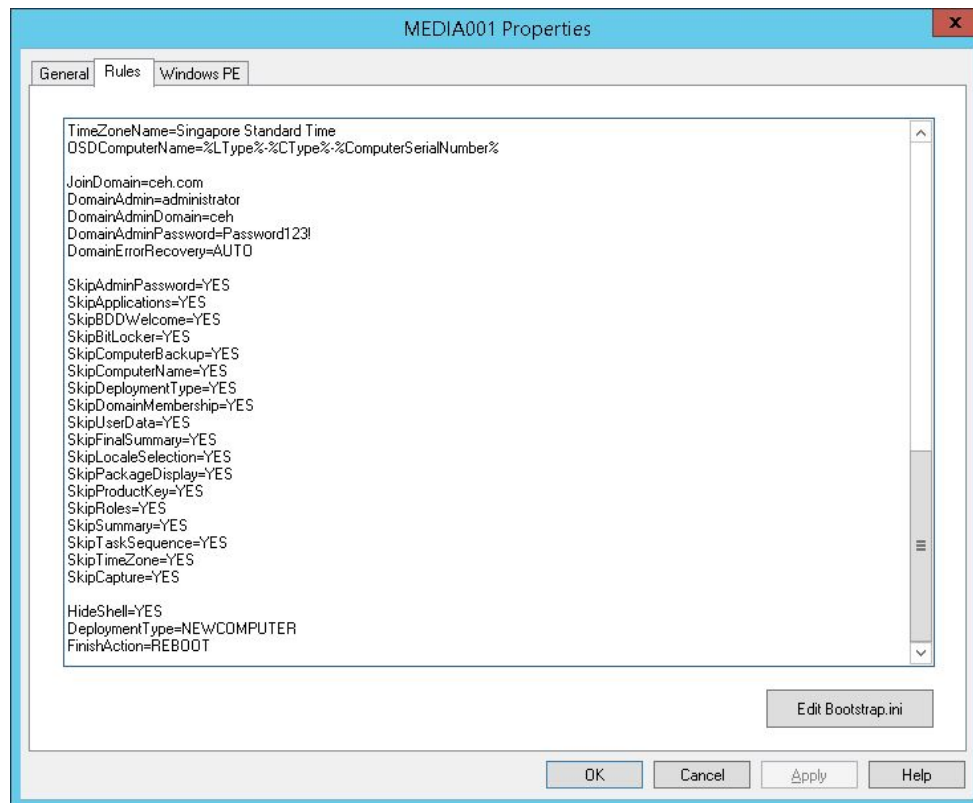 MEDIA001 Properties
x
General Rules Windows PE
TimeZoneName=Singapore Standard Time
OSDComputerName=%LType%-%CType%-%ComputerSerialNumber%
JoinDomain=ceh.com
DomainAdmin=administrator
DomainAdminDomain=ceh
DomainAdminPassword=Password123!
DomainErrorRecovery=AUTO
SkipAdminPassword=YES
SkipApplications=YES
SkipBDDWelcome=YES
SkipBitLocker=YES
SkipComputerBackup=YES
SkipComputerName=YES
SkipDeploymentType=YES
SkipDomainMembership=YES
SkipUserData=YES
SkipFinalSummary=YES
SkipLocaleSelection=YES
SkipPackageDisplay=YES
SkipProductKey=YES
SkipRoles=YES
SkipSummary=YES
SkipTaskSequence=YES
SkipTimeZone=YES
SkipCapture=YES
HideShell=YES
DeploymentType=NEWCOMPUTER
FinishAction=REBOOT
Edit Bootstrap.ini
OK Cancel Apply Help